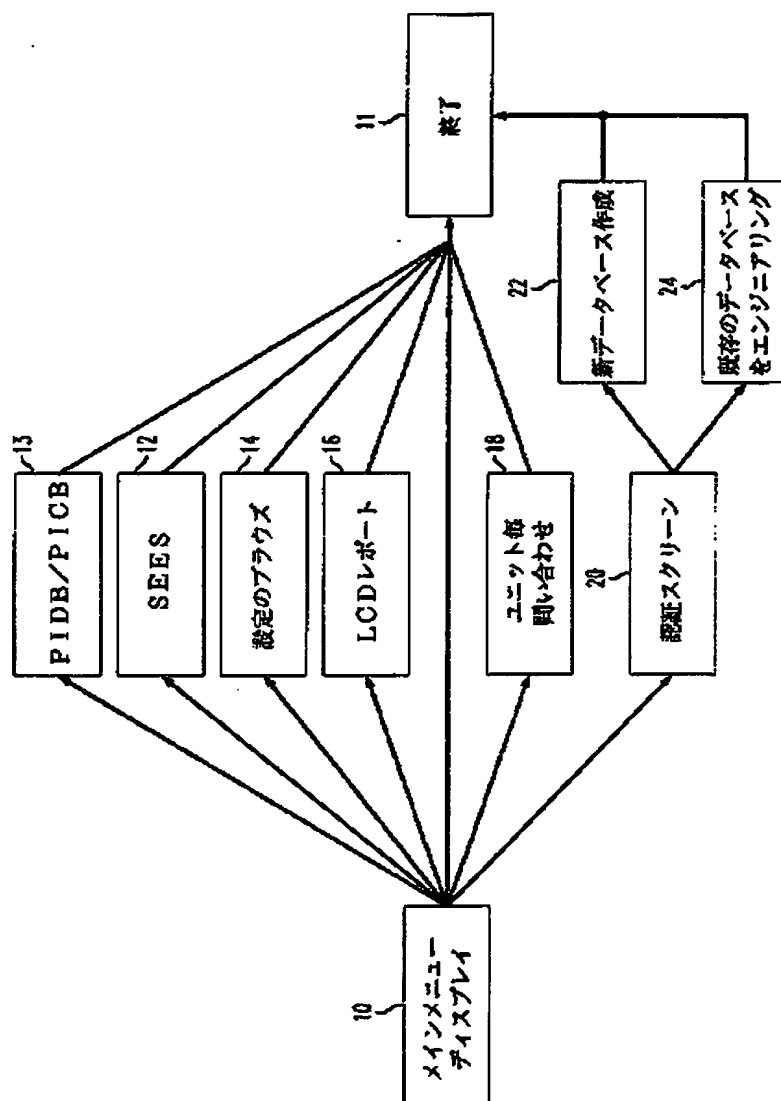 10
メインメニュー
ディスプレイ
13
PIDB/PICB
12
SEES
14
設定のブラウズ
16
LCDレポート
18
ユニット毎
問い合わせ
20
認証スクリーン
11
終了
22
新データベース作成
24
既存のデータベース
をエンジニアリング